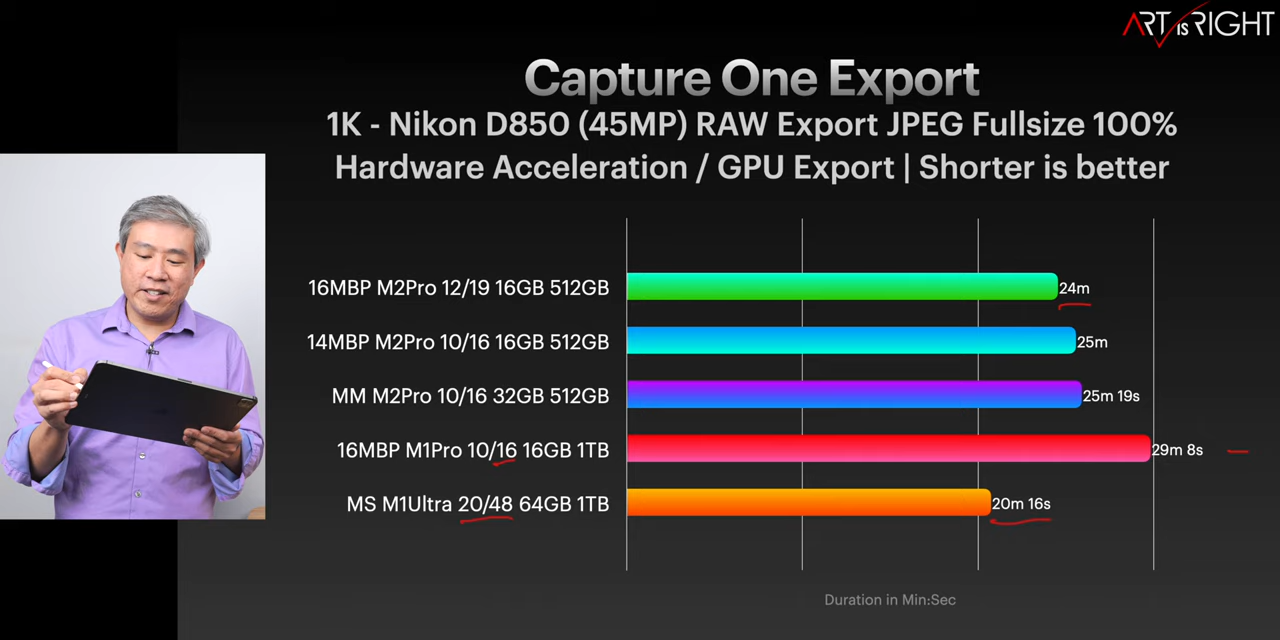 ART IS RIGHT
Capture One Export
1K - Nikon D850 (45MP) RAW Export JPEG Fullsize 100%
Hardware Acceleration / GPU Export | Shorter is better
16MBP M2Pro 12/19 16GB 512GB 24m
14MBP M2Pro 10/16 16GB 512GB 25m
MM M2Pro 10/16 32GB 512GB 25m 19s
16MBP M1Pro 10/16 16GB 1TB 29m 8s
MS M1Ultra 20/48 64GB 1TB 20m 16s
Duration in Min:Sec